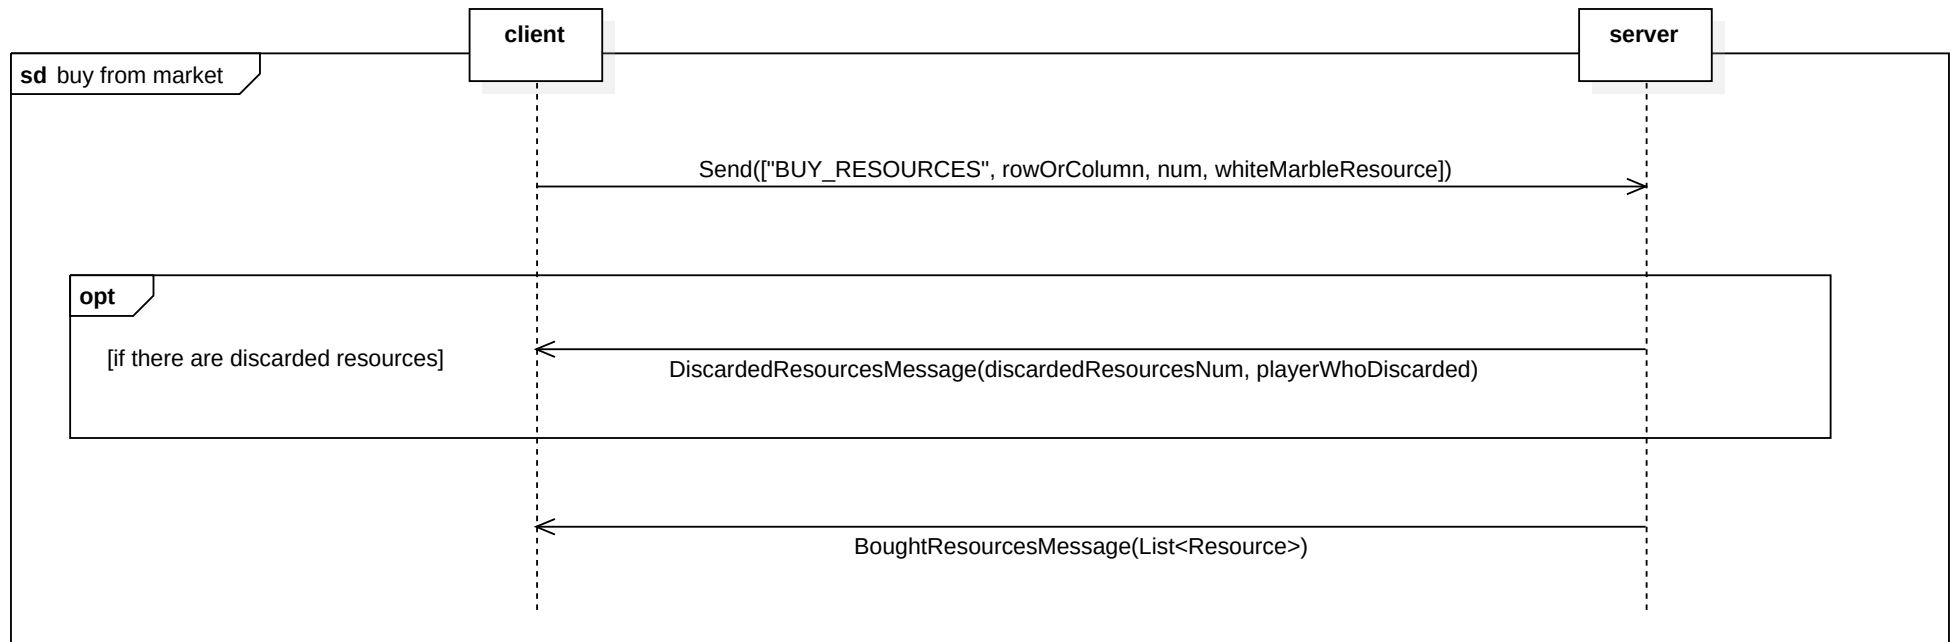 client
server
sd buy from market
Send(["BUY_RESOURCES", rowOrColumn, num, whiteMarbleResource])
opt
[if there are discarded resources]
DiscardedResourcesMessage(discardedResourcesNum, playerWhoDiscarded)
BoughtResourcesMessage(List<Resource>)